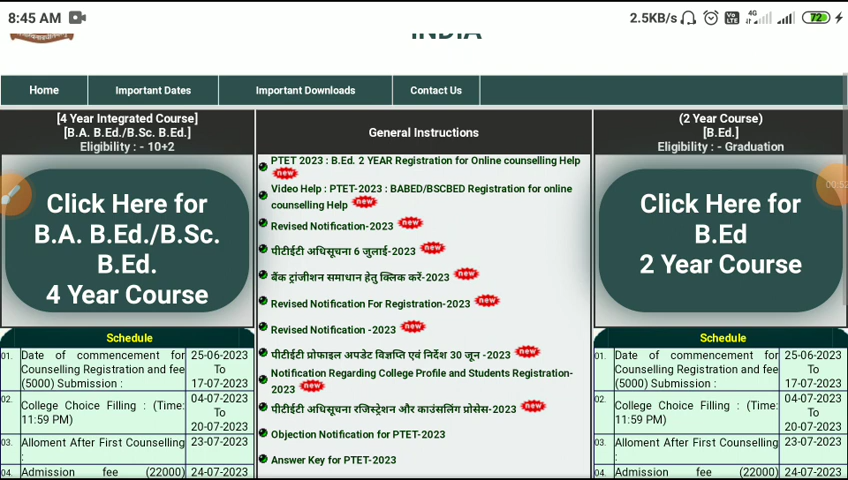 8:45 AM
2.5KB/s
4G
72
INDIA
Home
Important Dates
Important Downloads
Contact Us
[4 Year Integrated Course]
[B.A. B.Ed./B.Sc. B.Ed.]
Eligibility : - 10+2
Click Here for
B.A. B.Ed./B.Sc.
B.Ed.
4 Year Course
Schedule
01. Date of commencement for Counselling Registration and fee (5000) Submission : 25-06-2023 To 17-07-2023
02. College Choice Filling : (Time: 11:59 PM) 04-07-2023 To 20-07-2023
03. Alloment After First Counselling : 23-07-2023
04. Admission fee (22000) 24-07-2023
General Instructions
PTET 2023 : B.Ed. 2 YEAR Registration for Online counselling Help
new
Video Help : PTET-2023 : BABED/BSCBED Registration for online
counselling Help new
Revised Notification-2023 new
पीटीईटी अधिसूचना 6 जुलाई-2023 new
बैंक ट्रांजीशन समाधान हेतु क्लिक करें-2023 new
Revised Notification For Registration-2023 new
Revised Notification -2023 new
पीटीईटी प्रोफाइल अपडेट विज्ञप्ति एवं निर्देश 30 जून -2023 new
Notification Regarding College Profile and Students Registration-
2023 new
पीटीईटी अधिसूचना रजिस्ट्रेशन और काउंसलिंग प्रोसेस-2023 new
Objection Notification for PTET-2023
Answer Key for PTET-2023
(2 Year Course)
[B.Ed.]
Eligibility : - Graduation
00:52
Click Here for
B.Ed
2 Year Course
Schedule
01. Date of commencement for Counselling Registration and fee (5000) Submission : 25-06-2023 To 17-07-2023
02. College Choice Filling : (Time: 11:59 PM) 04-07-2023 To 20-07-2023
03. Alloment After First Counselling : 23-07-2023
04. Admission fee (22000) 24-07-2023